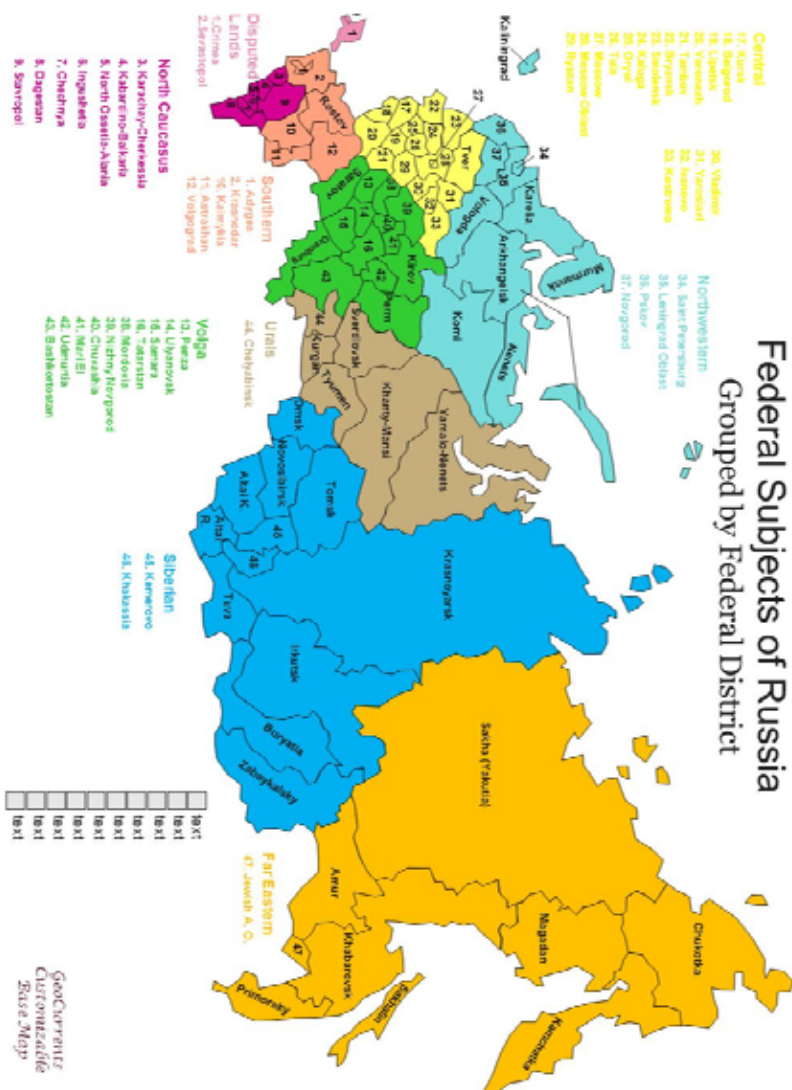 Federal Subjects of Russia
Grouped by Federal District
Central
17. Kursk
18. Belgorod
19. Lipetsk
20. Voronezh
21. Tambov
22. Bryansk
23. Smolensk
24. Kaluga
25. Oryol
26. Tula
27. Moscow
28. Moscow Oblast
29. Ryazan
30. Vladimir
31. Yaroslavl
32. Ivanovo
33. Kostroma
Northwestern
34. Saint Petersburg
35. Leningrad Oblast
36. Pskov
37. Novgorod
Kaliningrad
Murmansk
Karelia
Arkhangelsk
Nenets
Vologda
Komi
Tver
Kirov
Perm
Saratov
Orenburg
Rostov
Yamalo-Nenets
Khanty-Mansi
Sverdlovsk
Tyumen
Kurgan
Omsk
Tomsk
Novosibirsk
Altai K.
Altai R.
Krasnoyarsk
Tuva
Irkutsk
Buryatia
Zabaykalsky
Sakha (Yakutia)
Chukotka
Magadan
Kamchatka
Amur
Khabarovsk
Primorsky
Sakhalin
Disputed
Lands
1. Crimea
2. Sevastopol
North Caucasus
3. Karachay-Cherkessia
4. Kabardino-Balkaria
5. North Ossetia-Alania
6. Ingushetia
7. Chechnya
8. Dagestan
9. Stavropol
Southern
1. Adygea
2. Krasnodar
10. Kalmykia
11. Astrakhan
12. Volgograd
Volga
13. Penza
14. Ulyanovsk
15. Samara
16. Tatarstan
38. Mordovia
39. Nizhny Novgorod
40. Chuvashia
41. Mari El
42. Udmurtia
43. Bashkortostan
Urals
44. Chelyabinsk
Siberian
45. Kemerovo
46. Khakassia
Far Eastern
47. Jewish A. O.
text
text
text
text
text
text
text
text
text
GeoCurrents
Customizable
Base Map